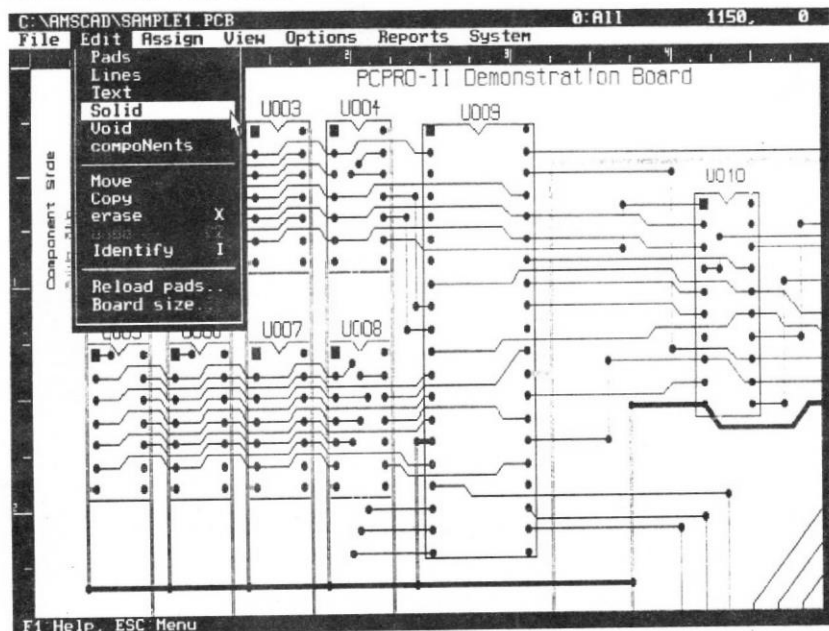 C:\AMSCAD\SAMPLE1.PCB 0:All 1150, 0
File Edit Assign View Options Reports System
Pads
Lines
Text
Solid
Void
compoNents
Move
Copy
erase X
Identify I
Reload pads..
Board size..
PCPRO-II Demonstration Board
Component Side
U003 U004 U009
U010
U007 U008
F1 Help, ESC Menu